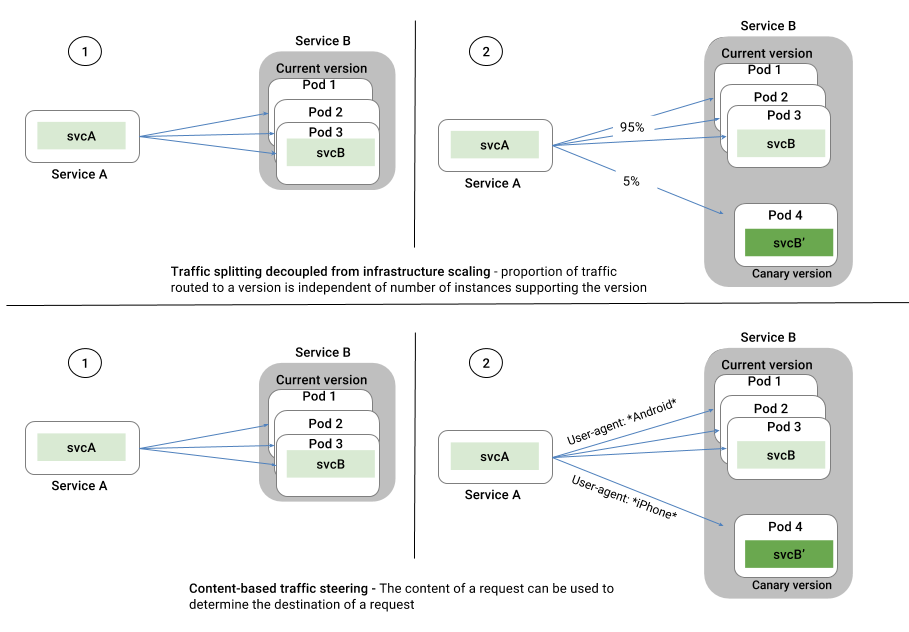 1
Service B
Current version
Pod 1
Pod 2
Pod 3
svcB
svcA
Service A
2
Service B
Current version
Pod 1
Pod 2
Pod 3
svcB
95%
svcA
Service A
5%
Pod 4
svcB’
Canary version
Traffic splitting decoupled from infrastructure scaling - proportion of traffic
routed to a version is independent of number of instances supporting the version
1
Service B
Current version
Pod 1
Pod 2
Pod 3
svcB
svcA
Service A
2
Service B
Current version
Pod 1
Pod 2
Pod 3
svcB
User-agent: *Android*
svcA
Service A
User-agent: *iPhone*
Pod 4
svcB’
Canary version
Content-based traffic steering - The content of a request can be used to
determine the destination of a request